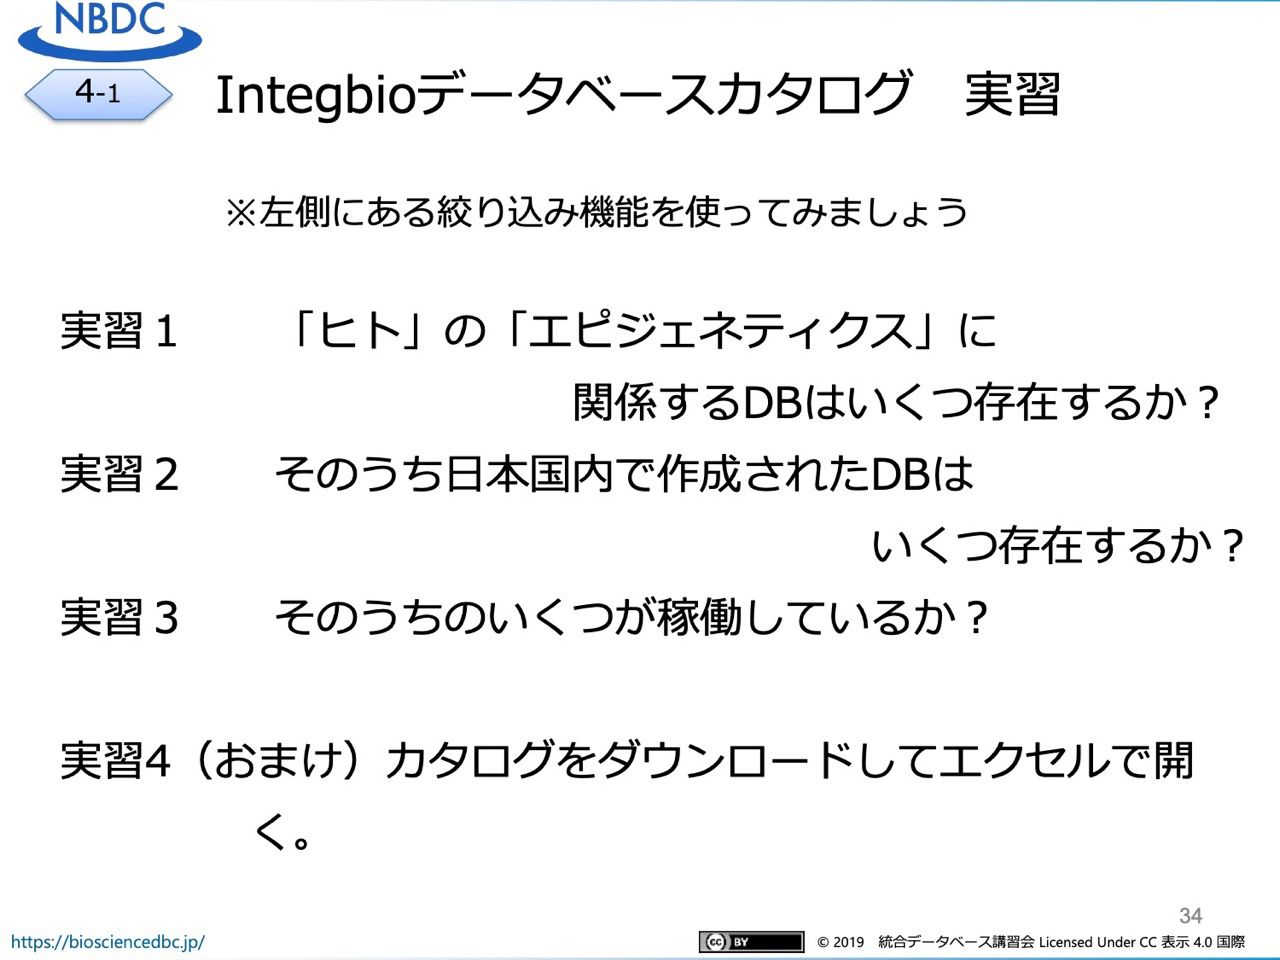 NBDC
4-1
Integbioデータベースカタログ　実習
※左側にある絞り込み機能を使ってみましょう
実習１　　「ヒト」の「エピジェネティクス」に
関係するDBはいくつ存在するか？
実習２　　そのうち日本国内で作成されたDBは
いくつ存在するか？
実習３　　そのうちのいくつが稼働しているか？
実習4（おまけ）カタログをダウンロードしてエクセルで開
く。
34
https://biosciencedbc.jp/
CC BY © 2019　統合データベース講習会 Licensed Under CC 表示 4.0 国際